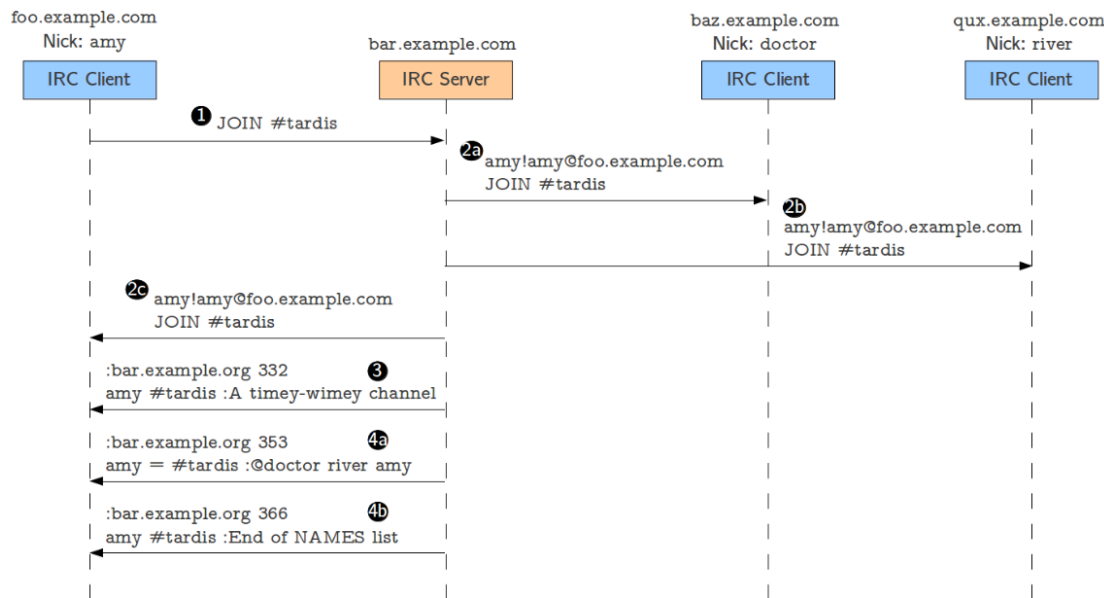 foo.example.com
Nick: amy
IRC Client
bar.example.com
IRC Server
baz.example.com
Nick: doctor
IRC Client
qux.example.com
Nick: river
IRC Client
1
JOIN #tardis
2a
amy!amy@foo.example.com
JOIN #tardis
2b
amy!amy@foo.example.com
JOIN #tardis
2c
amy!amy@foo.example.com
JOIN #tardis
:bar.example.org 332
3
amy #tardis :A timey-wimey channel
:bar.example.org 353
4a
amy = #tardis :@doctor river amy
:bar.example.org 366
4b
amy #tardis :End of NAMES list